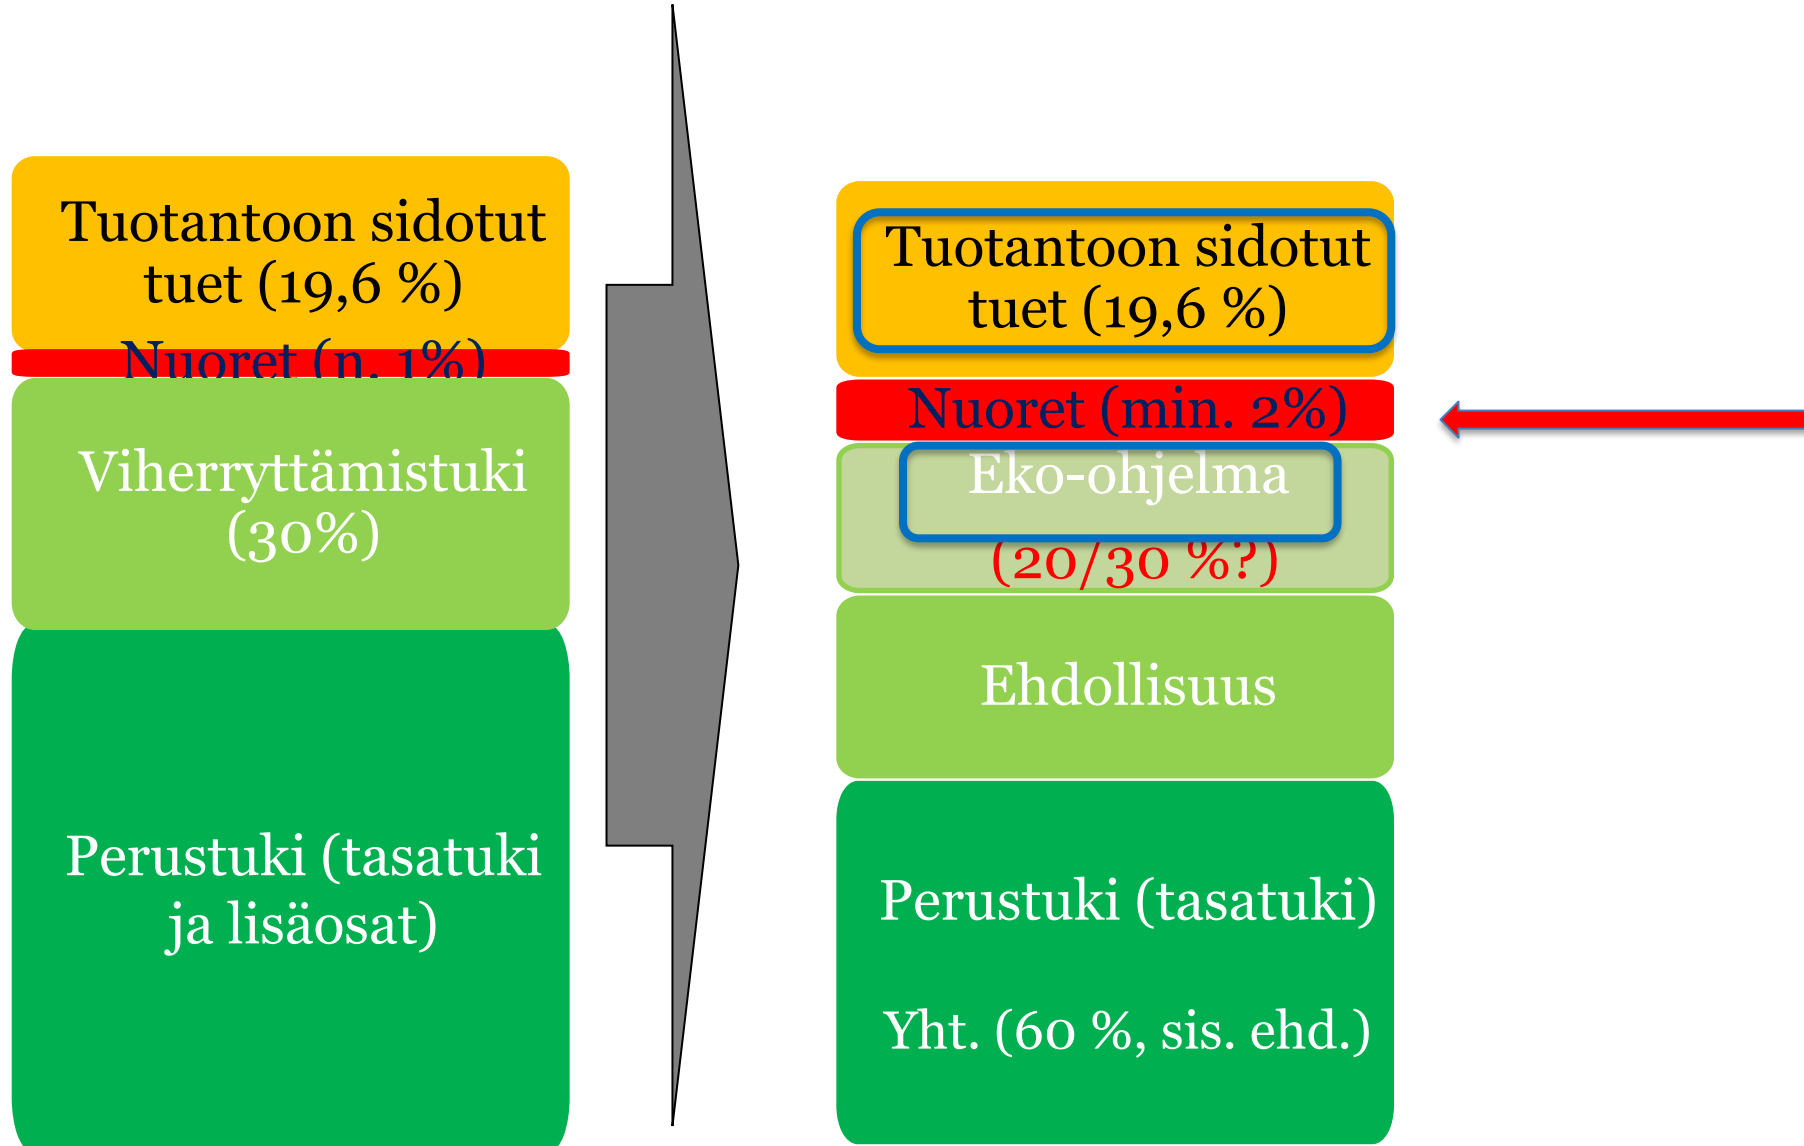 Tuotantoon sidotut
tuet (19,6 %)
Nuoret (n. 1%)
Viherryttämistuki
(30%)
Perustuki (tasatuki
ja lisäosat)
Tuotantoon sidotut
tuet (19,6 %)
Nuoret (min. 2%)
Eko-ohjelma
(20/30 %?)
Ehdollisuus
Perustuki (tasatuki)
Yht. (60 %, sis. ehd.)